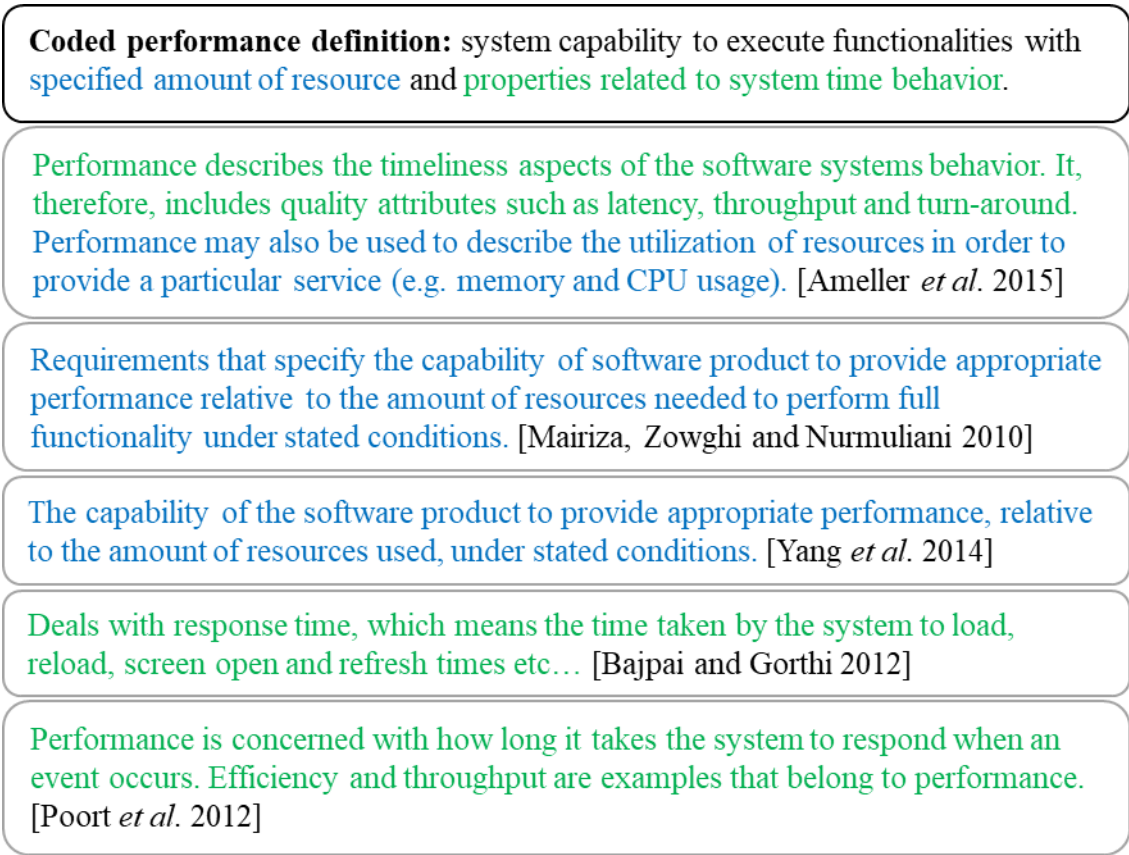 Coded performance definition: system capability to execute functionalities with
specified amount of resource and properties related to system time behavior.
Performance describes the timeliness aspects of the software systems behavior. It,
therefore, includes quality attributes such as latency, throughput and turn-around.
Performance may also be used to describe the utilization of resources in order to
provide a particular service (e.g. memory and CPU usage). [Ameller et al. 2015]
Requirements that specify the capability of software product to provide appropriate
performance relative to the amount of resources needed to perform full
functionality under stated conditions. [Mairiza, Zowghi and Nurmuliani 2010]
The capability of the software product to provide appropriate performance, relative
to the amount of resources used, under stated conditions. [Yang et al. 2014]
Deals with response time, which means the time taken by the system to load,
reload, screen open and refresh times etc… [Bajpai and Gorthi 2012]
Performance is concerned with how long it takes the system to respond when an
event occurs. Efficiency and throughput are examples that belong to performance.
[Poort et al. 2012]